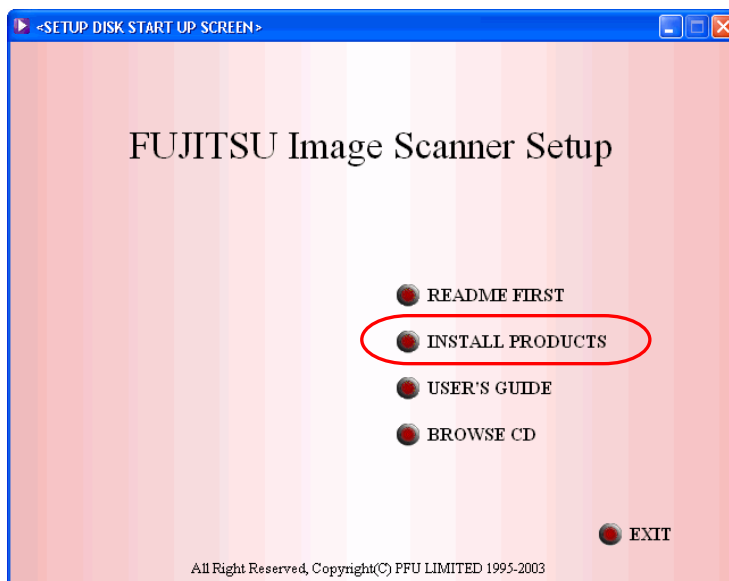 <SETUP DISK START UP SCREEN>
FUJITSU Image Scanner Setup
README FIRST
INSTALL PRODUCTS
USER'S GUIDE
BROWSE CD
EXIT
All Right Reserved, Copyright(C) PFU LIMITED 1995-2003